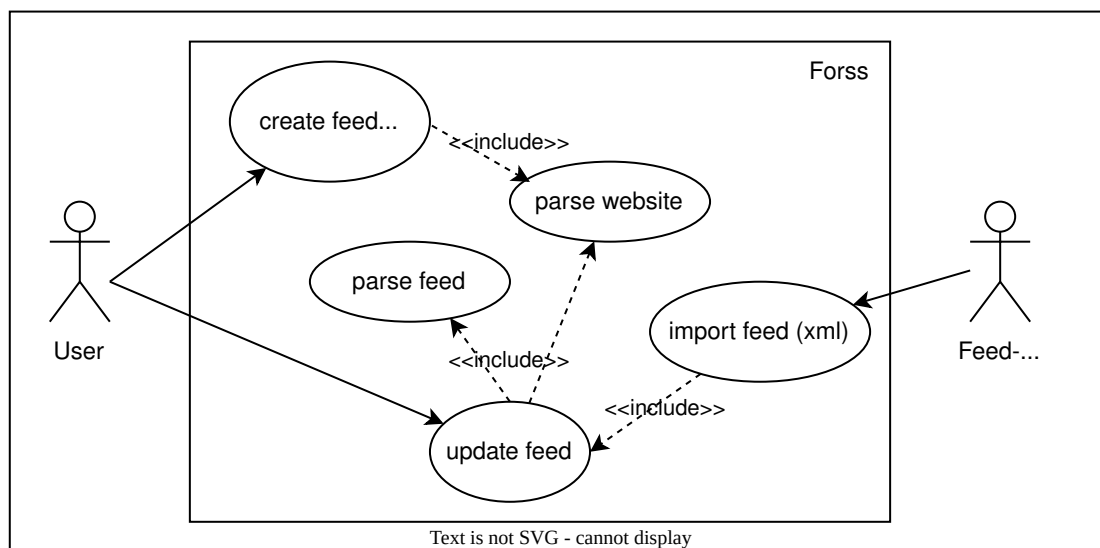 Forss
create feed...
<<include>>
parse website
parse feed
import feed (xml)
User
<<include>>
Feed-...
<<include>>
update feed
Text is not SVG - cannot display